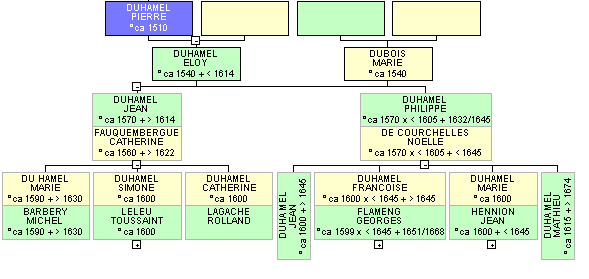 DUHAMEL
PIERRE
° ca 1510
DUHAMEL
ELOY
° ca 1540 + < 1614
DUBOIS
MARIE
° ca 1540
DUHAMEL
JEAN
° ca 1570 + > 1614
FAUQUEMBERGUE
CATHERINE
° ca 1560 + > 1622
DUHAMEL
PHILIPPE
° ca 1570 x < 1605 + 1632/1645
DE COURCHELLES
NOELLE
° ca 1570 x < 1605 + < 1645
DU HAMEL
MARIE
° ca 1590 + > 1630
BARBERY
MICHEL
° ca 1590 + > 1630
DUHAMEL
SIMONE
° ca 1600
LELEU
TOUSSAINT
° ca 1600
DUHAMEL
CATHERINE
° ca 1600
LAGACHE
ROLLAND
DUHAMEL
JEAN
° ca 1600 + > 1645
DUHAMEL
FRANCOISE
° ca 1600 x < 1645 + > 1645
FLAMENG
GEORGES
° ca 1599 x < 1645 + 1651/1668
DUHAMEL
MARIE
° ca 1600
HENNION
JEAN
° ca 1600 + < 1645
DUHAMEL
MATHIEU
° ca 1615 + > 1674